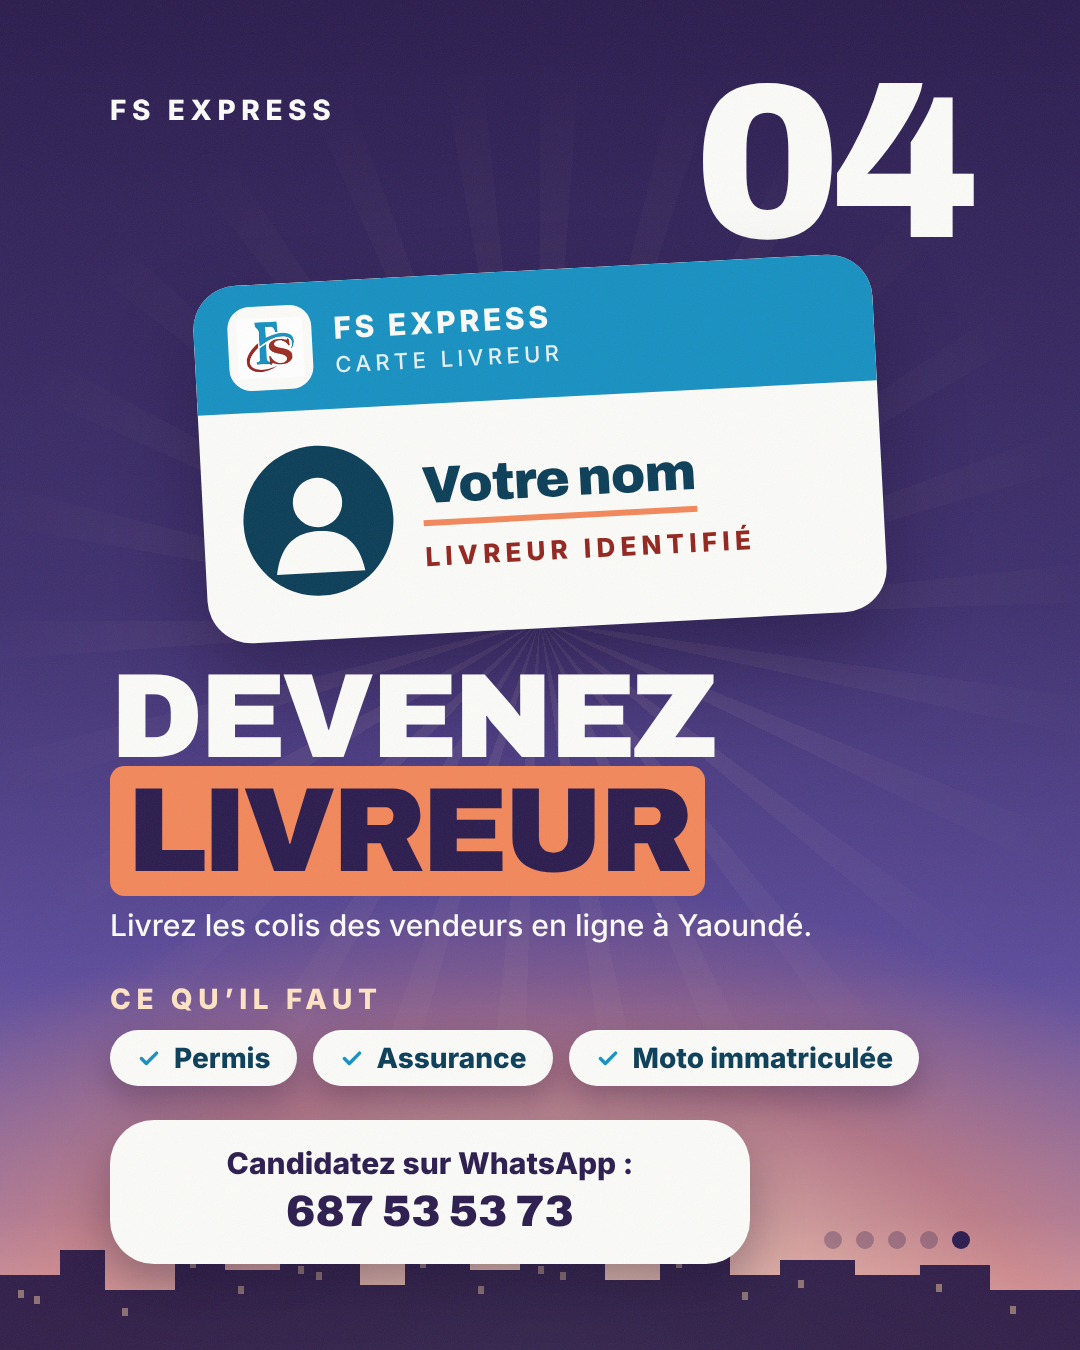 FS EXPRESS
04
FS
FS EXPRESS
CARTE LIVREUR
Votre nom
LIVREUR IDENTIFIÉ
DEVENEZ
LIVREUR
Livrez les colis des vendeurs en ligne à Yaoundé.
CE QU’IL FAUT
Permis
Assurance
Moto immatriculée
Candidatez sur WhatsApp :
687 53 53 73